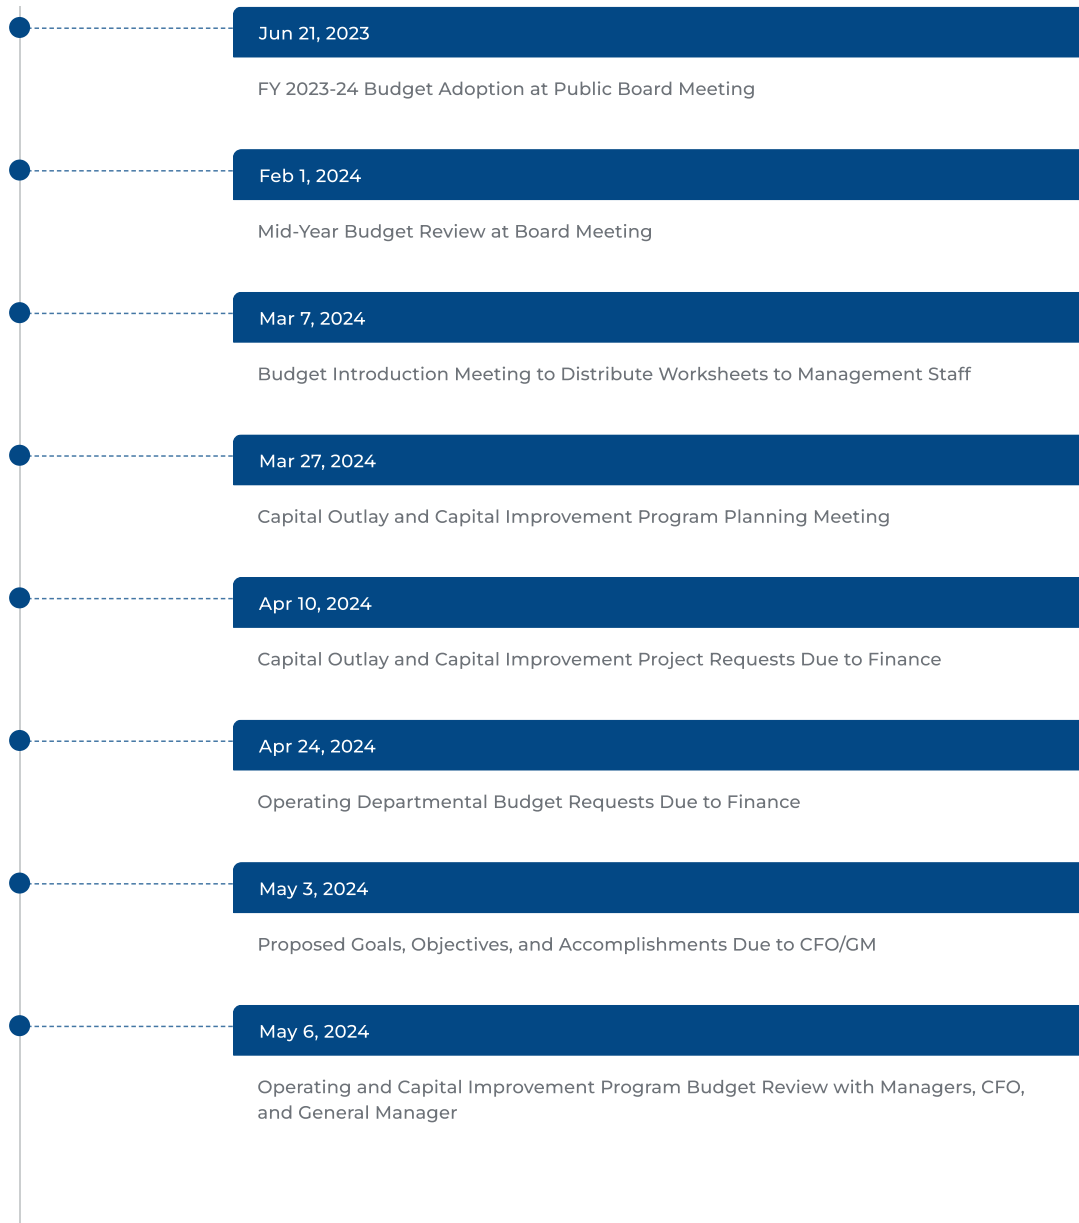 Jun 21, 2023
FY 2023-24 Budget Adoption at Public Board Meeting
Feb 1, 2024
Mid-Year Budget Review at Board Meeting
Mar 7, 2024
Budget Introduction Meeting to Distribute Worksheets to Management Staff
Mar 27, 2024
Capital Outlay and Capital Improvement Program Planning Meeting
Apr 10, 2024
Capital Outlay and Capital Improvement Project Requests Due to Finance
Apr 24, 2024
Operating Departmental Budget Requests Due to Finance
May 3, 2024
Proposed Goals, Objectives, and Accomplishments Due to CFO/GM
May 6, 2024
Operating and Capital Improvement Program Budget Review with Managers, CFO,
and General Manager